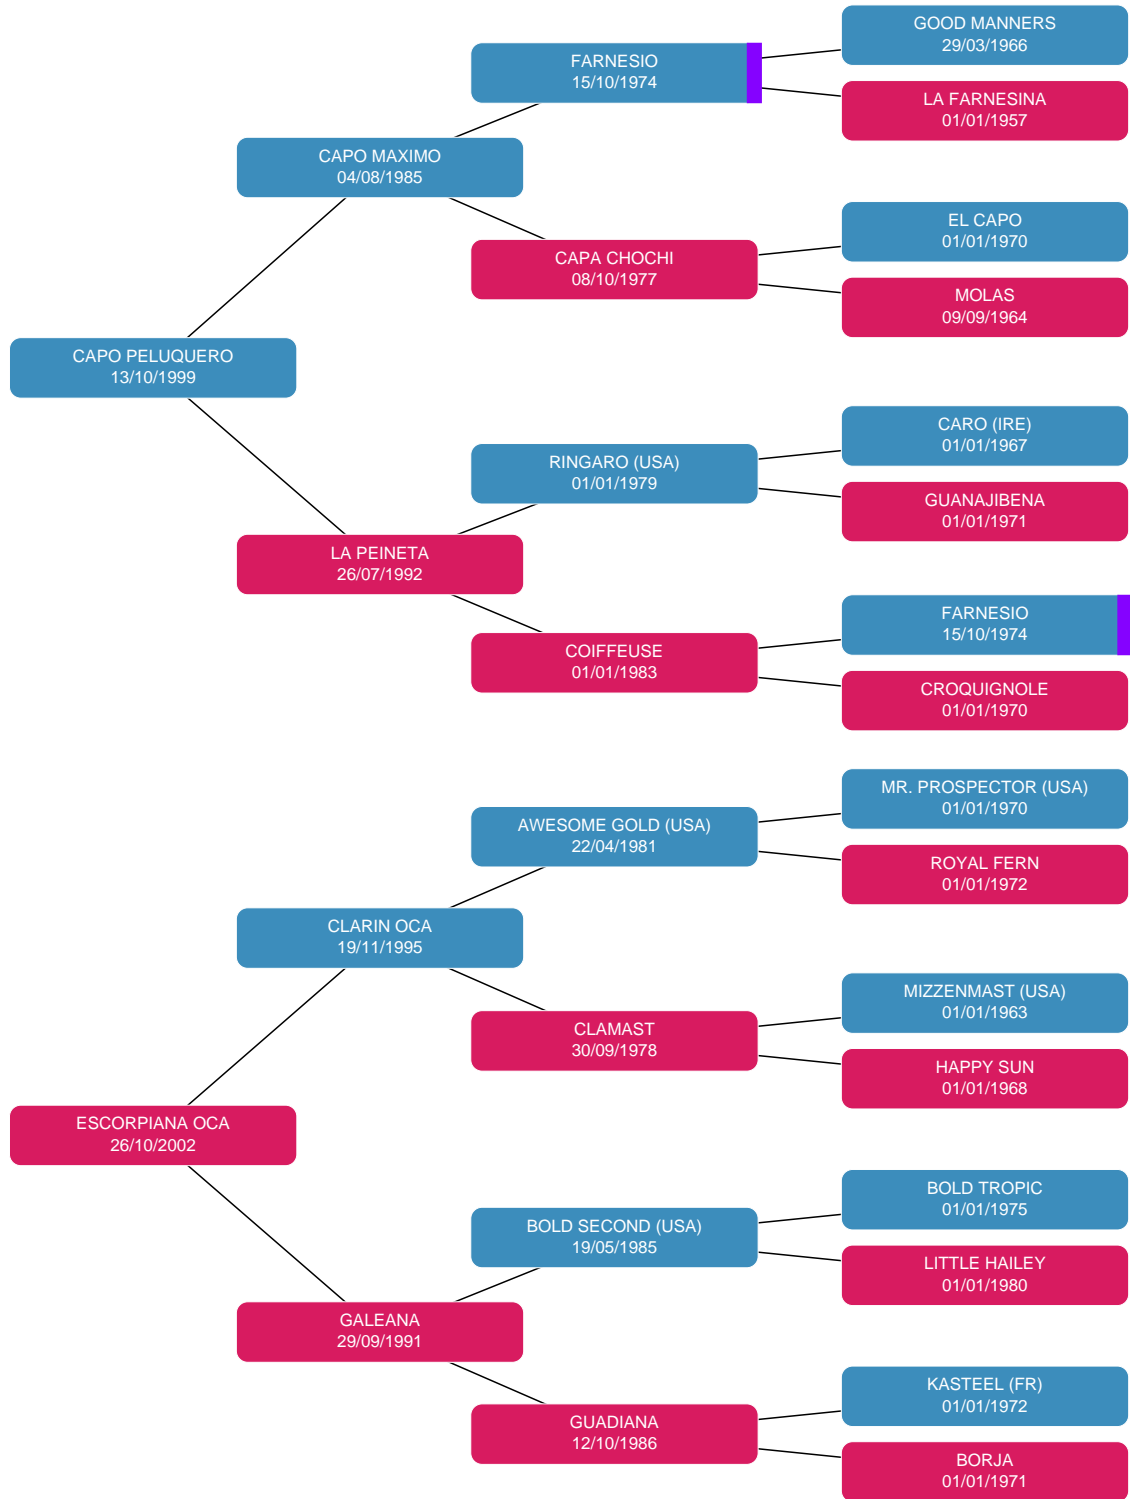 GOOD MANNERS
29/03/1966
FARNESIO
15/10/1974
LA FARNESINA
01/01/1957
CAPO MAXIMO
04/08/1985
EL CAPO
01/01/1970
CAPA CHOCHI
08/10/1977
MOLAS
09/09/1964
CAPO PELUQUERO
13/10/1999
CARO (IRE)
01/01/1967
RINGARO (USA)
01/01/1979
GUANAJIBENA
01/01/1971
LA PEINETA
26/07/1992
FARNESIO
15/10/1974
COIFFEUSE
01/01/1983
CROQUIGNOLE
01/01/1970
MR. PROSPECTOR (USA)
01/01/1970
AWESOME GOLD (USA)
22/04/1981
ROYAL FERN
01/01/1972
CLARIN OCA
19/11/1995
MIZZENMAST (USA)
01/01/1963
CLAMAST
30/09/1978
HAPPY SUN
01/01/1968
ESCORPIANA OCA
26/10/2002
BOLD TROPIC
01/01/1975
BOLD SECOND (USA)
19/05/1985
LITTLE HAILEY
01/01/1980
GALEANA
29/09/1991
KASTEEL (FR)
01/01/1972
GUADIANA
12/10/1986
BORJA
01/01/1971